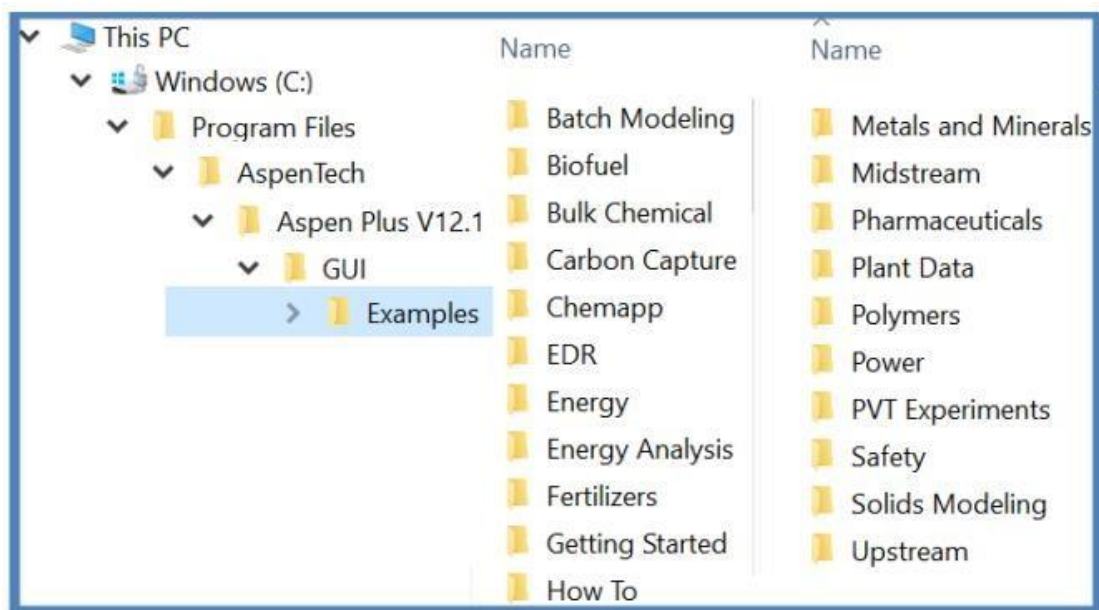 This PC
Windows (C:)
Program Files
AspenTech
Aspen Plus V12.1
GUI
Examples
Name
Batch Modeling
Biofuel
Bulk Chemical
Carbon Capture
Chemapp
EDR
Energy
Energy Analysis
Fertilizers
Getting Started
How To
Name
Metals and Minerals
Midstream
Pharmaceuticals
Plant Data
Polymers
Power
PVT Experiments
Safety
Solids Modeling
Upstream